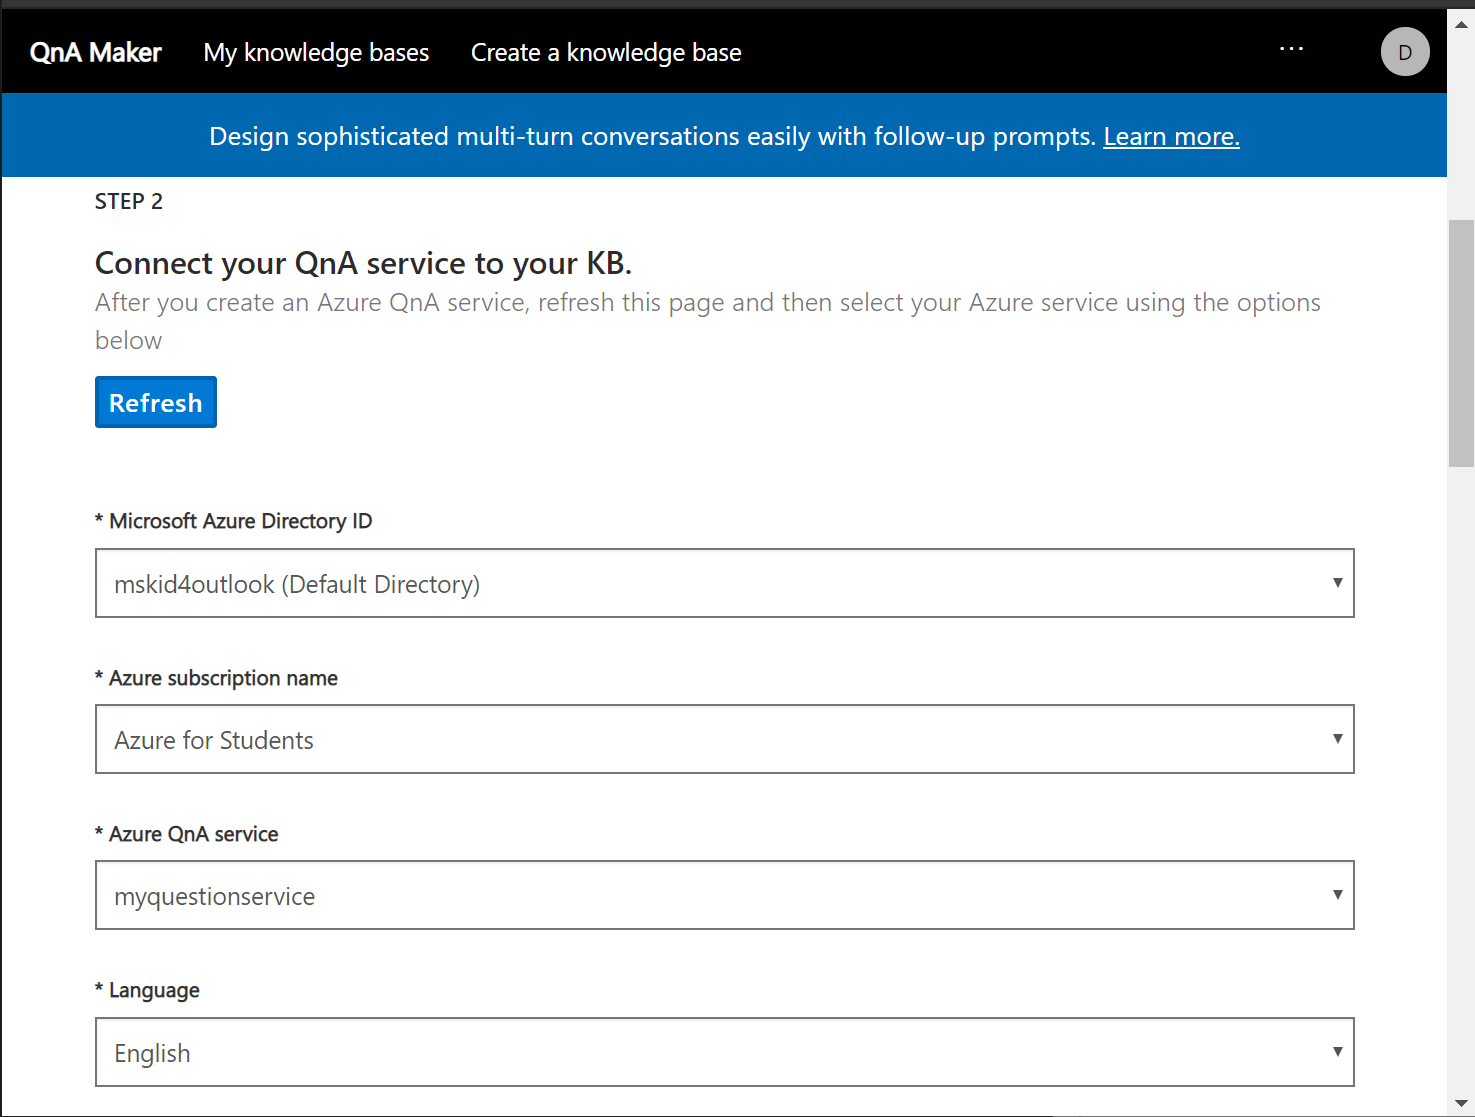 QnA Maker My knowledge bases Create a knowledge base ... D
Design sophisticated multi-turn conversations easily with follow-up prompts. Learn more.
STEP 2
Connect your QnA service to your KB.
After you create an Azure QnA service, refresh this page and then select your Azure service using the options
below
Refresh
* Microsoft Azure Directory ID
mskid4outlook (Default Directory)
* Azure subscription name
Azure for Students
* Azure QnA service
myquestionservice
* Language
English